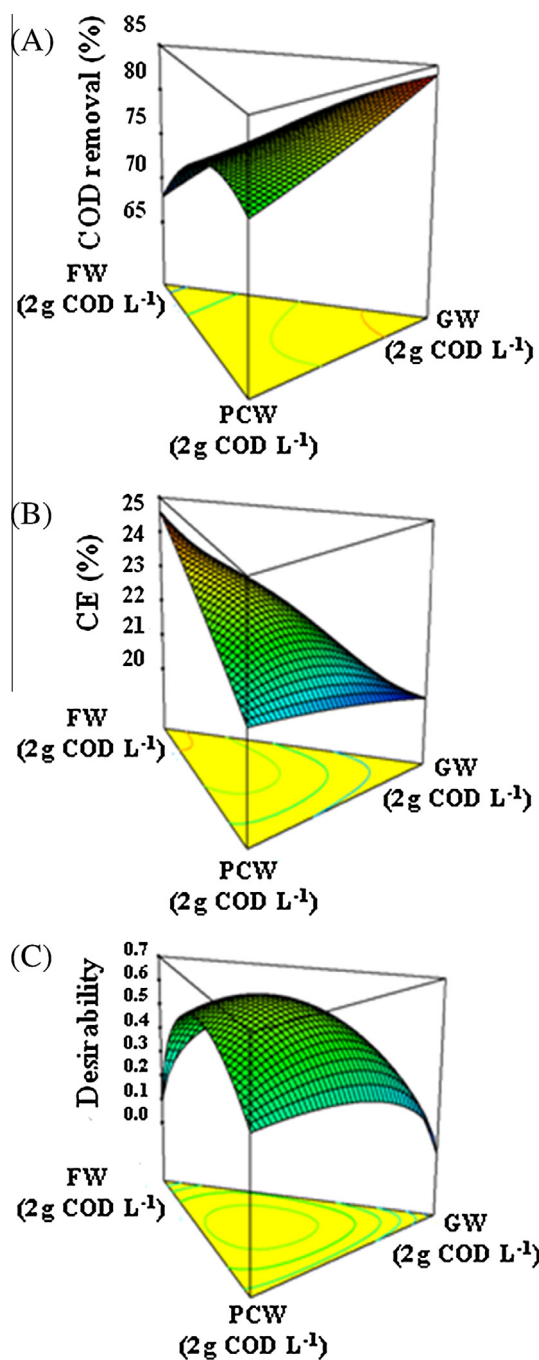 (A)
COD removal (%)
85
80
75
70
65
FW
(2g COD L-1)
GW
(2g COD L-1)
PCW
(2g COD L-1)
(B)
CE (%)
25
24
23
22
21
20
FW
(2g COD L-1)
GW
(2g COD L-1)
PCW
(2g COD L-1)
(C)
Desirability
0.7
0.6
0.5
0.4
0.3
0.2
0.1
0.0
FW
(2g COD L-1)
GW
(2g COD L-1)
PCW
(2g COD L-1)